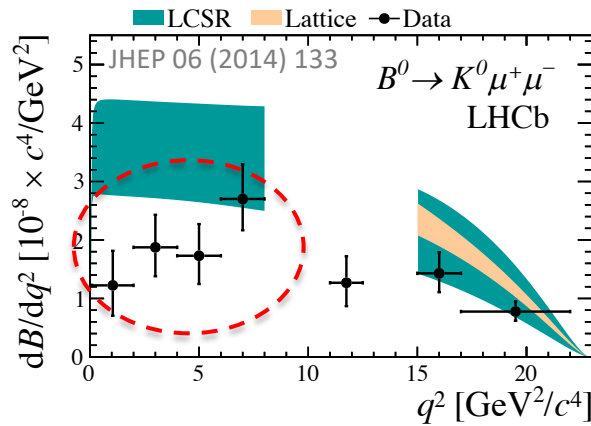 LCSR Lattice Data
JHEP 06 (2014) 133
B⁰ → K⁰ μ⁺ μ⁻
LHCb
dB/dq² [10⁻⁸ × c⁴/GeV²]
5
4
3
2
1
0
0 5 10 15 20
q² [GeV²/c⁴]